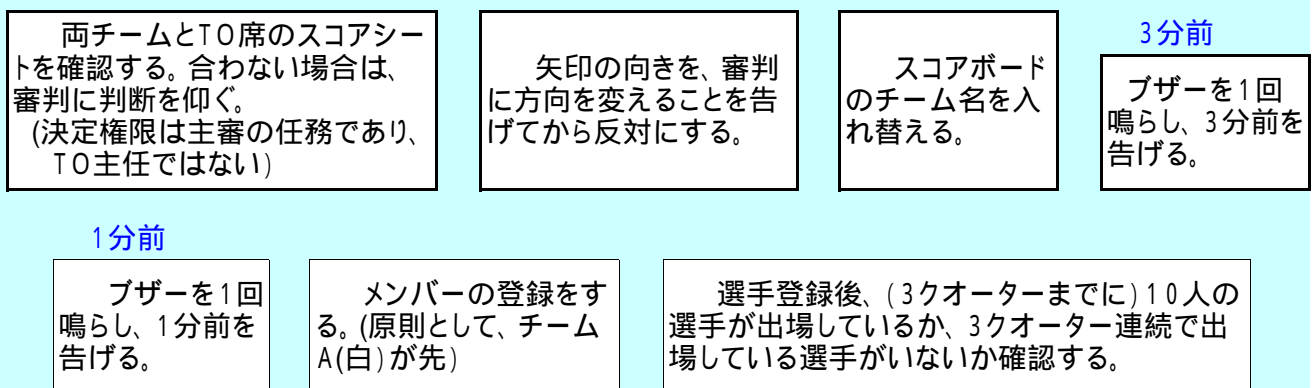 両チームとTO席のスコアシー
トを確認する。合わない場合は、
審判に判断を仰ぐ。
(決定権限は主審の任務であり、
TO主任ではない)
矢印の向きを、審判
に方向を変えることを告
げてから反対にする。
スコアボード
のチーム名を入
れ替える。
3分前
ブザーを1回
鳴らし、3分前を
告げる。
1分前
ブザーを1回
鳴らし、1分前を
告げる。
メンバーの登録をす
る。(原則として、チーム
A(白)が先)
選手登録後、(3クオーターまでに)10人の
選手が出場しているか、3クオーター連続で出
場している選手がいないか確認する。